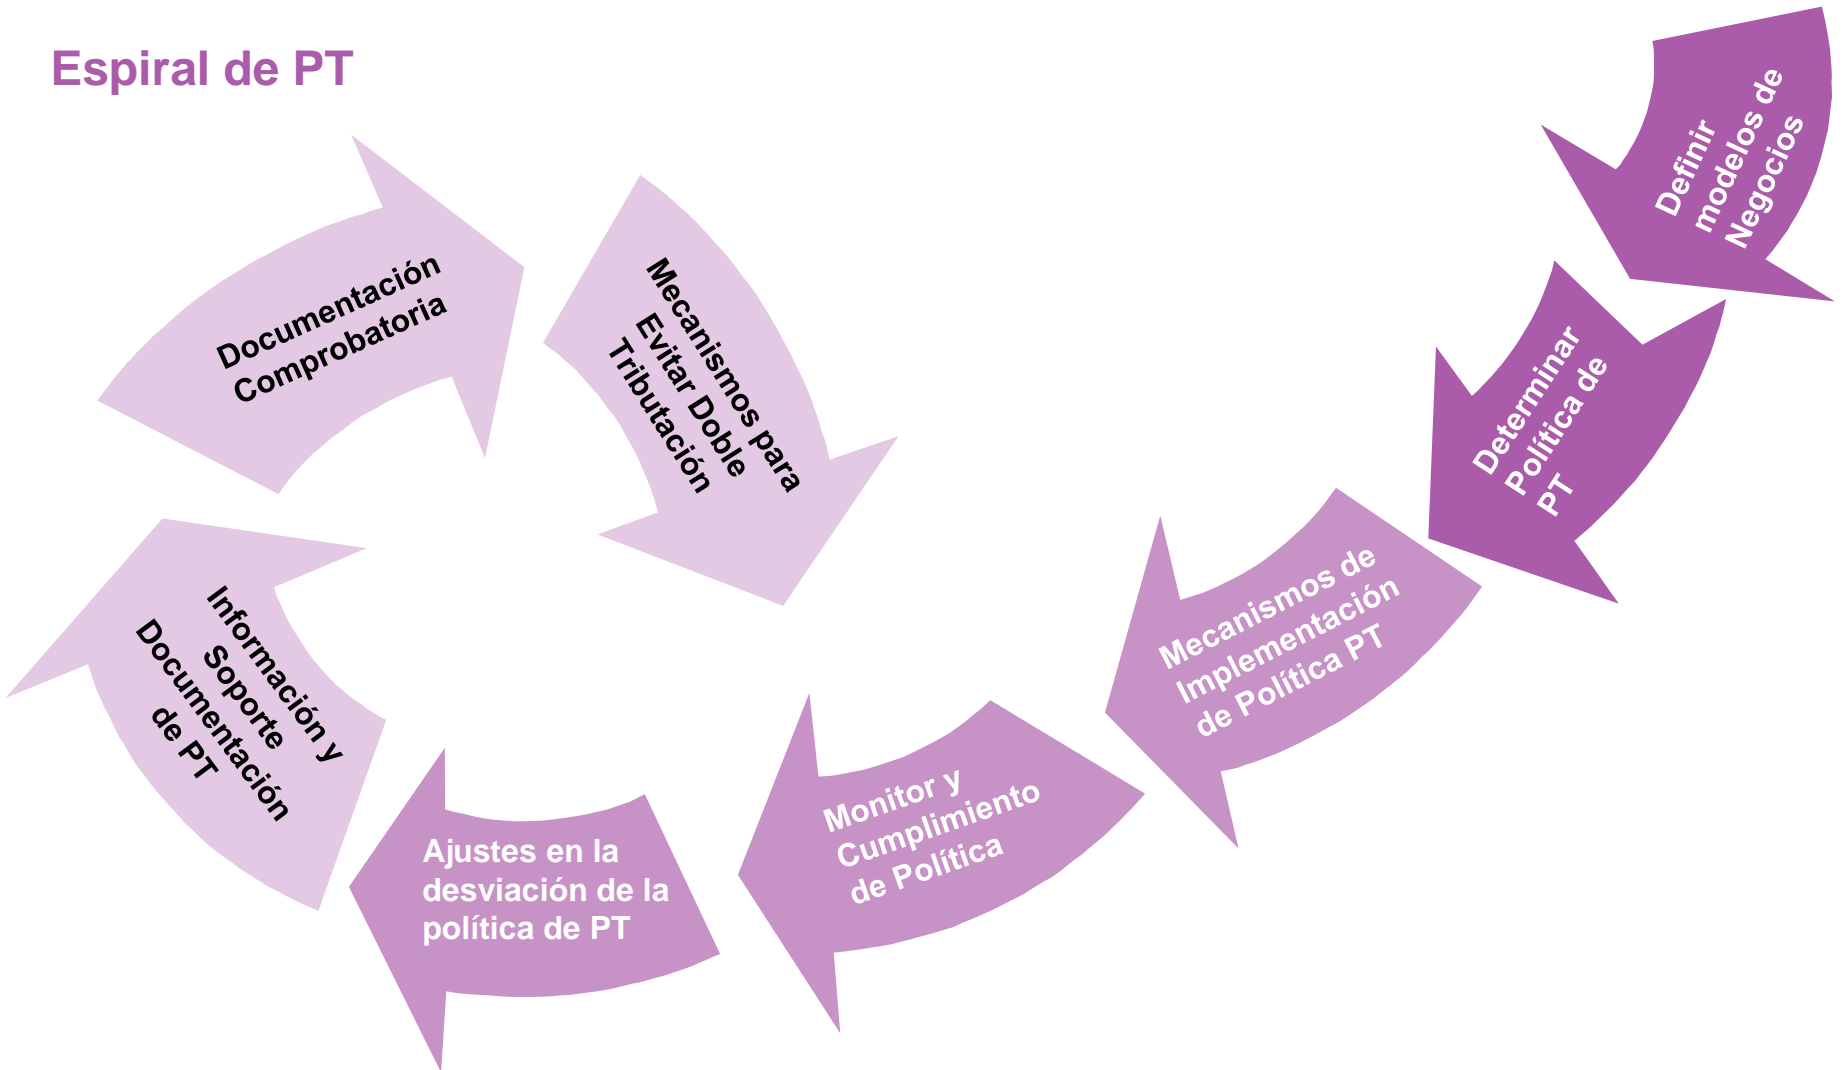 Espiral de PT
Definir
modelos de
Negocios
Determinar
Política de
PT
Mecanismos de
Implementación
de Política PT
Monitor y
Cumplimiento
de Política
Ajustes en la
desviación de la
política de PT
Información y
Soporte
Documentación
de PT
Documentación
Comprobatoria
Mecanismos para
Evitar Doble
Tributación